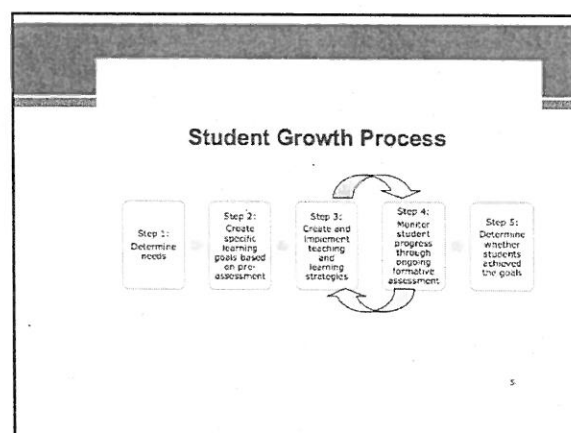 Student Growth Process
Step 1:
Determine
needs
Step 2:
Create
specific
learning
goals based
on pre-
assessment
Step 3:
Create and
implement
teaching
and
learning
strategies
Step 4:
Monitor
student
progress
through
ongoing
formative
assessment
Step 5:
Determine
whether
students
achieved
the goals
5